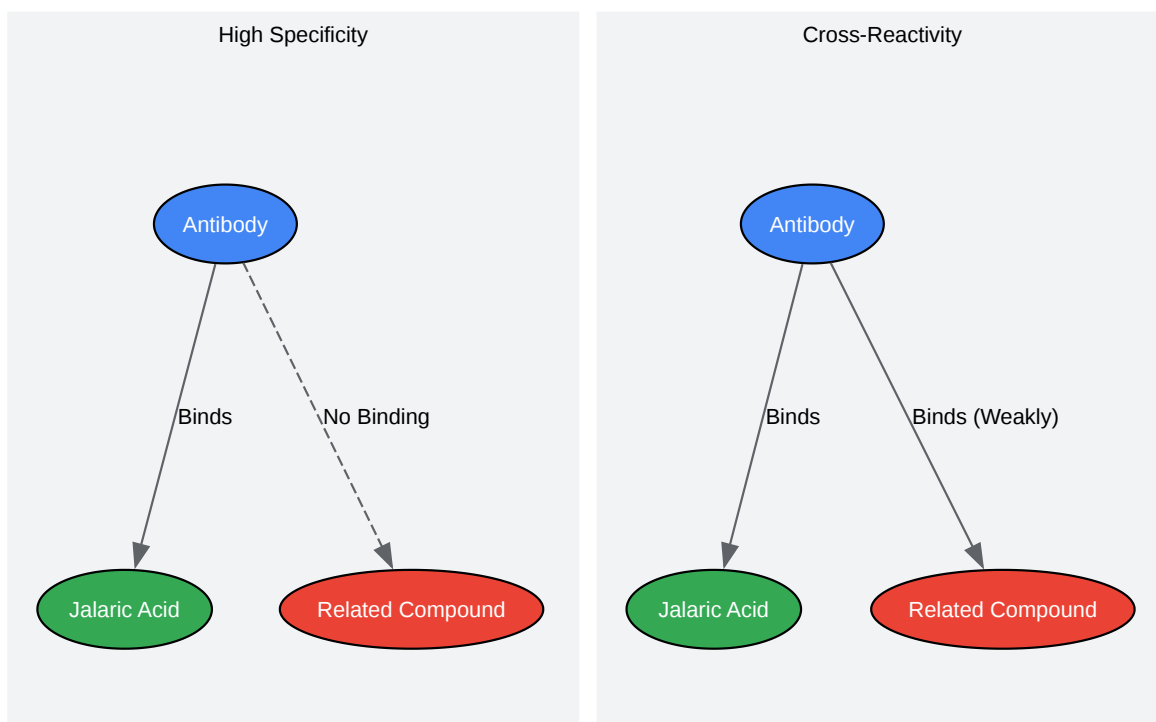 High Specificity
Antibody
Binds
No Binding
Jalaric Acid
Related Compound
Cross-Reactivity
Antibody
Binds
Binds (Weakly)
Jalaric Acid
Related Compound